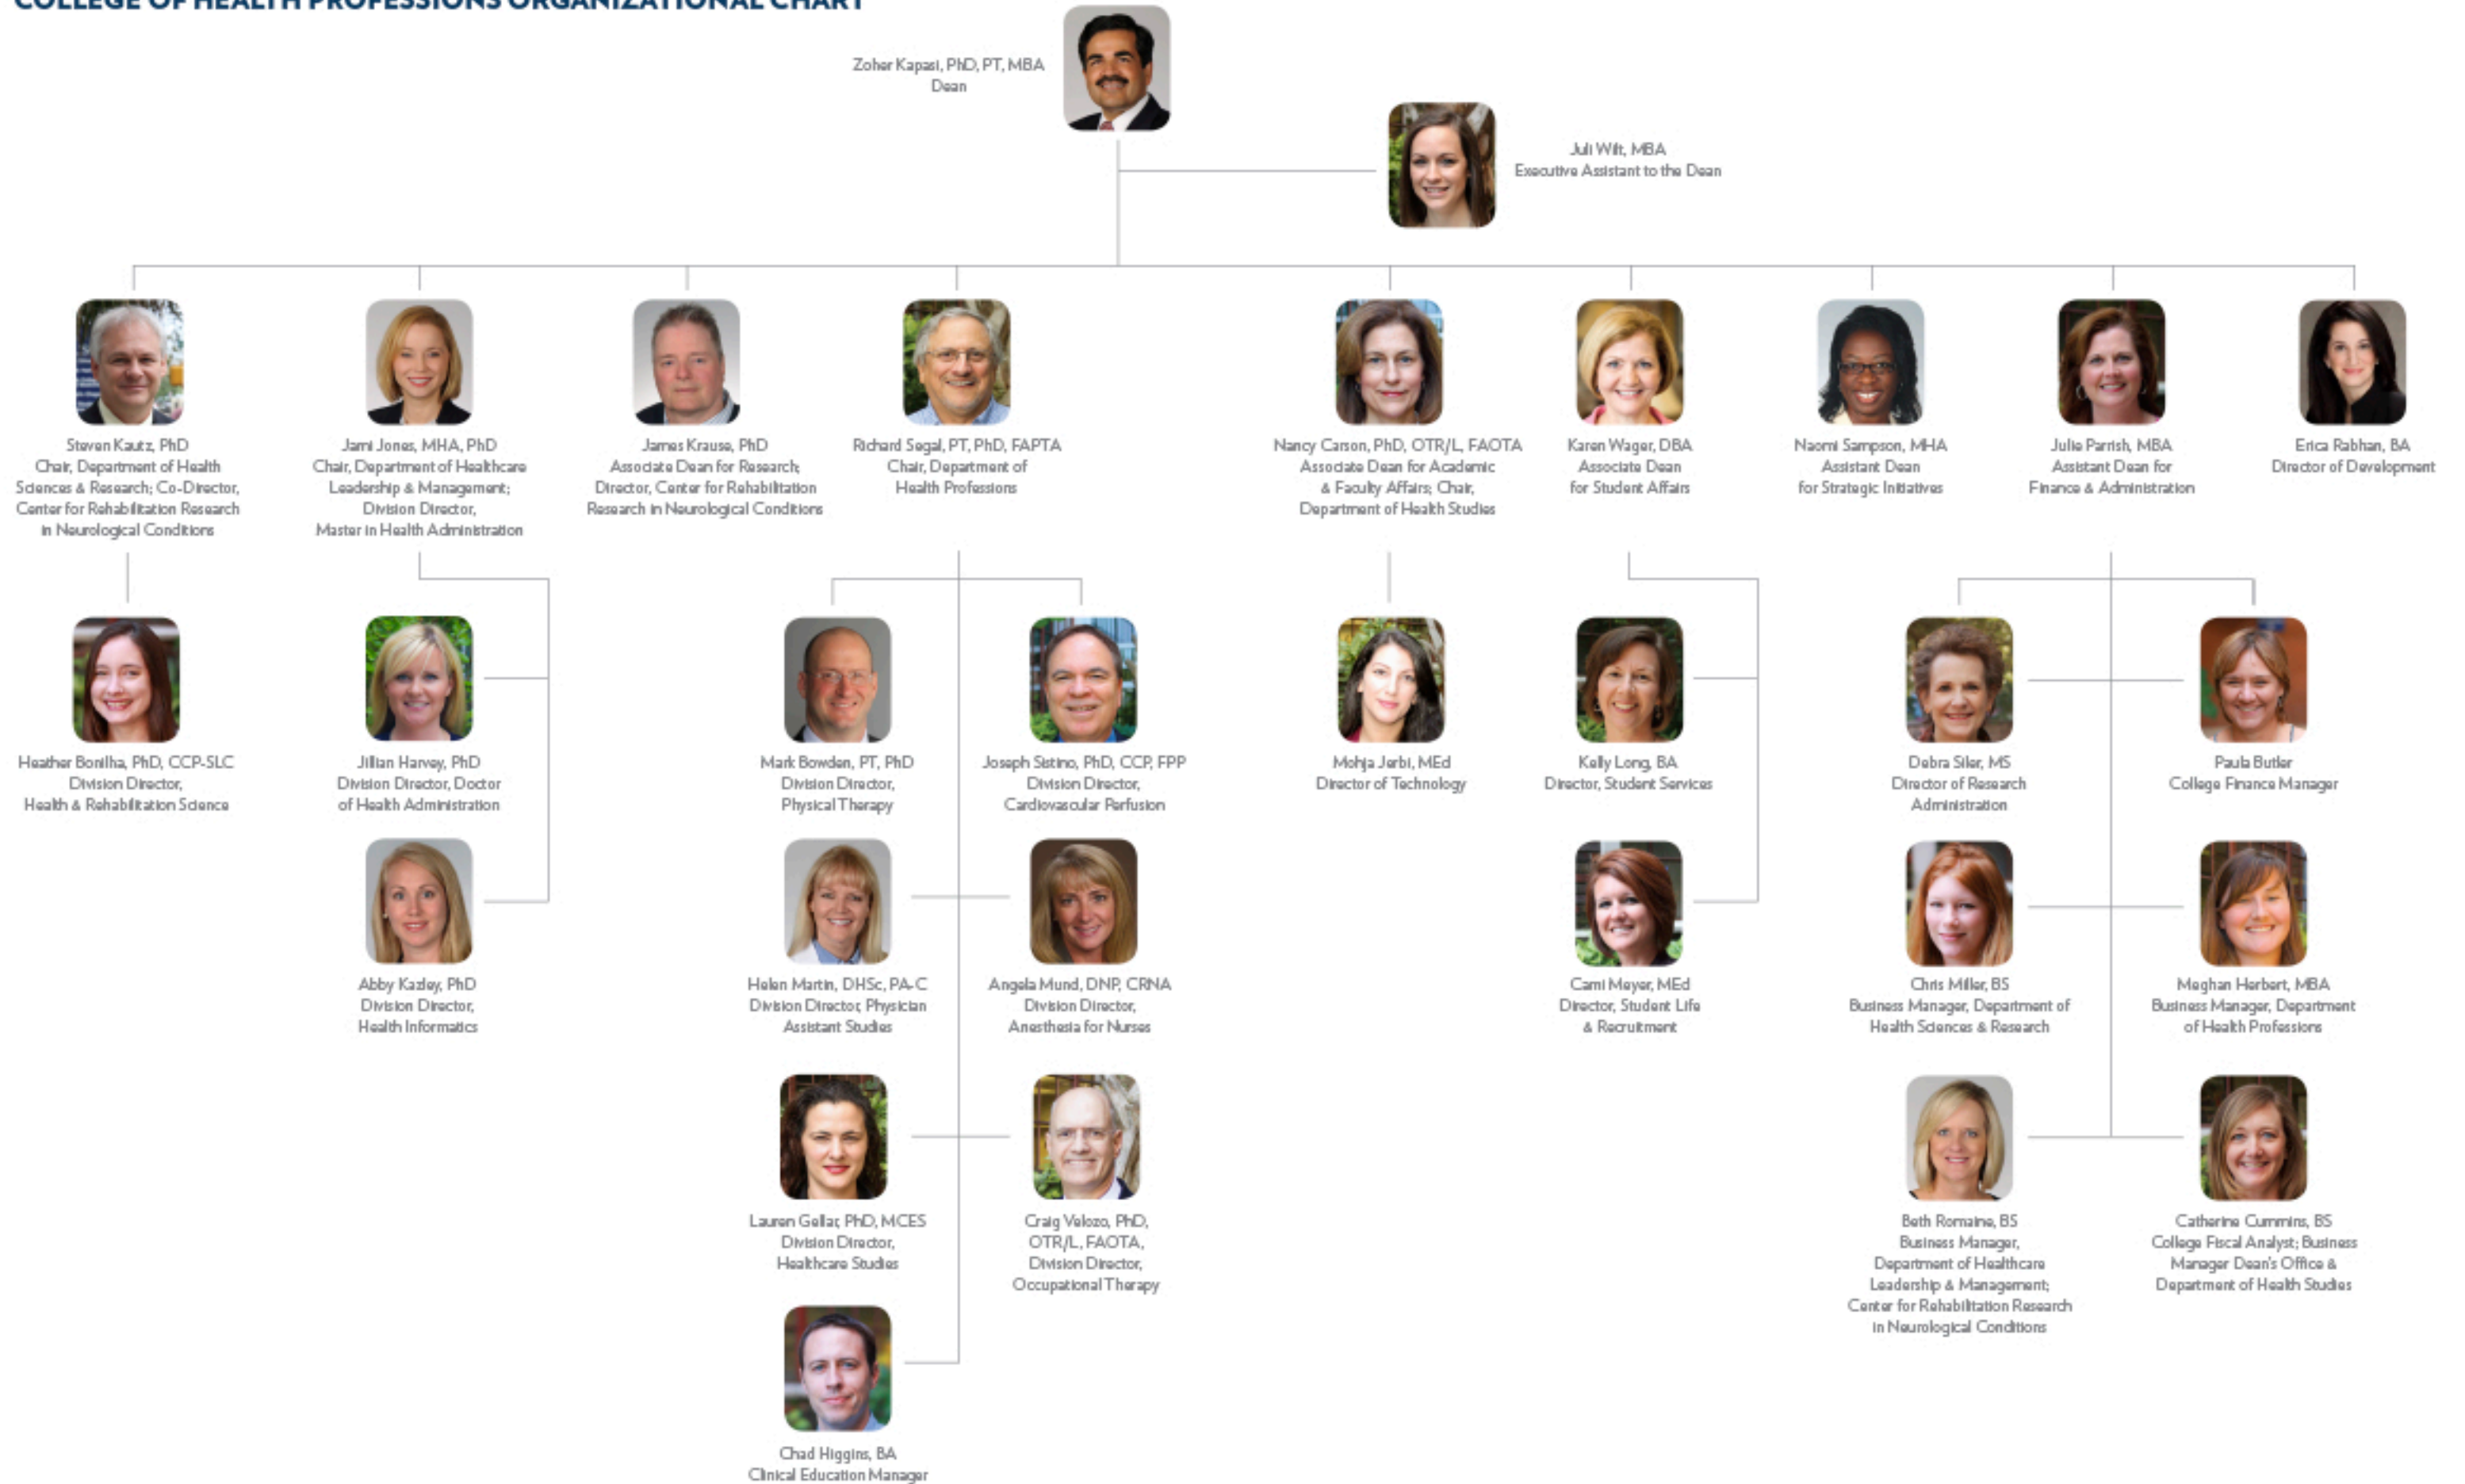 COLLEGE OF HEALTH PROFESSIONS ORGANIZATIONAL CHART
Zoher Kapasi, PhD, PT, MBA
Dean
Juli Wilt, MBA
Executive Assistant to the Dean
Steven Kautz, PhD
Chair, Department of Health
Sciences & Research; Co-Director,
Center for Rehabilitation Research
in Neurological Conditions
Jami Jones, MHA, PhD
Chair, Department of Healthcare
Leadership & Management;
Division Director,
Master in Health Administration
James Krause, PhD
Associate Dean for Research;
Director, Center for Rehabilitation
Research in Neurological Conditions
Richard Segal, PT, PhD, FAPTA
Chair, Department of
Health Professions
Nancy Carson, PhD, OTR/L, FAOTA
Associate Dean for Academic
& Faculty Affairs; Chair,
Department of Health Studies
Karen Wager, DBA
Associate Dean
for Student Affairs
Naomi Sampson, MHA
Assistant Dean
for Strategic Initiatives
Julie Parrish, MBA
Assistant Dean for
Finance & Administration
Erica Rabhan, BA
Director of Development
Heather Bonilha, PhD, CCP-SLC
Division Director,
Health & Rehabilitation Science
Jillian Harvey, PhD
Division Director, Doctor
of Health Administration
Mark Bowden, PT, PhD
Division Director,
Physical Therapy
Joseph Sistino, PhD, CCP, FPP
Division Director,
Cardiovascular Perfusion
Mohja Jerbi, MEd
Director of Technology
Kelly Long, BA
Director, Student Services
Debra Siler, MS
Director of Research
Administration
Paula Butler
College Finance Manager
Abby Kazley, PhD
Division Director,
Health Informatics
Helen Martin, DHSc, PA-C
Division Director, Physician
Assistant Studies
Angela Mund, DNP, CRNA
Division Director,
Anesthesia for Nurses
Cami Meyer, MEd
Director, Student Life
& Recruitment
Chris Miller, BS
Business Manager, Department of
Health Sciences & Research
Meghan Herbert, MBA
Business Manager, Department
of Health Professions
Lauren Gellar, PhD, MCES
Division Director,
Healthcare Studies
Craig Velozo, PhD,
OTR/L, FAOTA,
Division Director,
Occupational Therapy
Beth Romaine, BS
Business Manager,
Department of Healthcare
Leadership & Management;
Center for Rehabilitation Research
in Neurological Conditions
Catherine Cummins, BS
College Fiscal Analyst; Business
Manager Dean's Office &
Department of Health Studies
Chad Higgins, BA
Clinical Education Manager